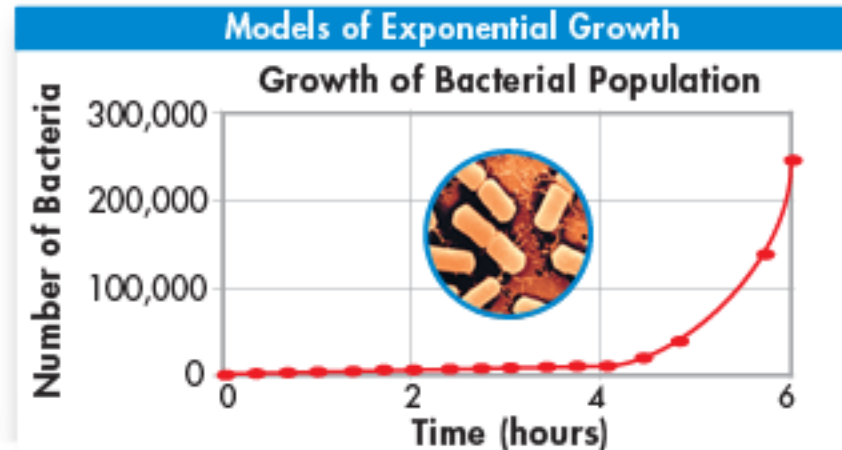 Models of Exponential Growth
Growth of Bacterial Population
Number of Bacteria
300,000
200,000
100,000
0
0 2 4 6
Time (hours)